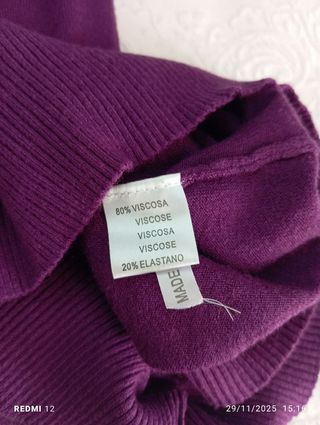 80% VISCOSA
VISCOSE
VISCOSA
VISCOSE
20% ELASTANO
MADE
REDMI 12
29/11/2025 15:16